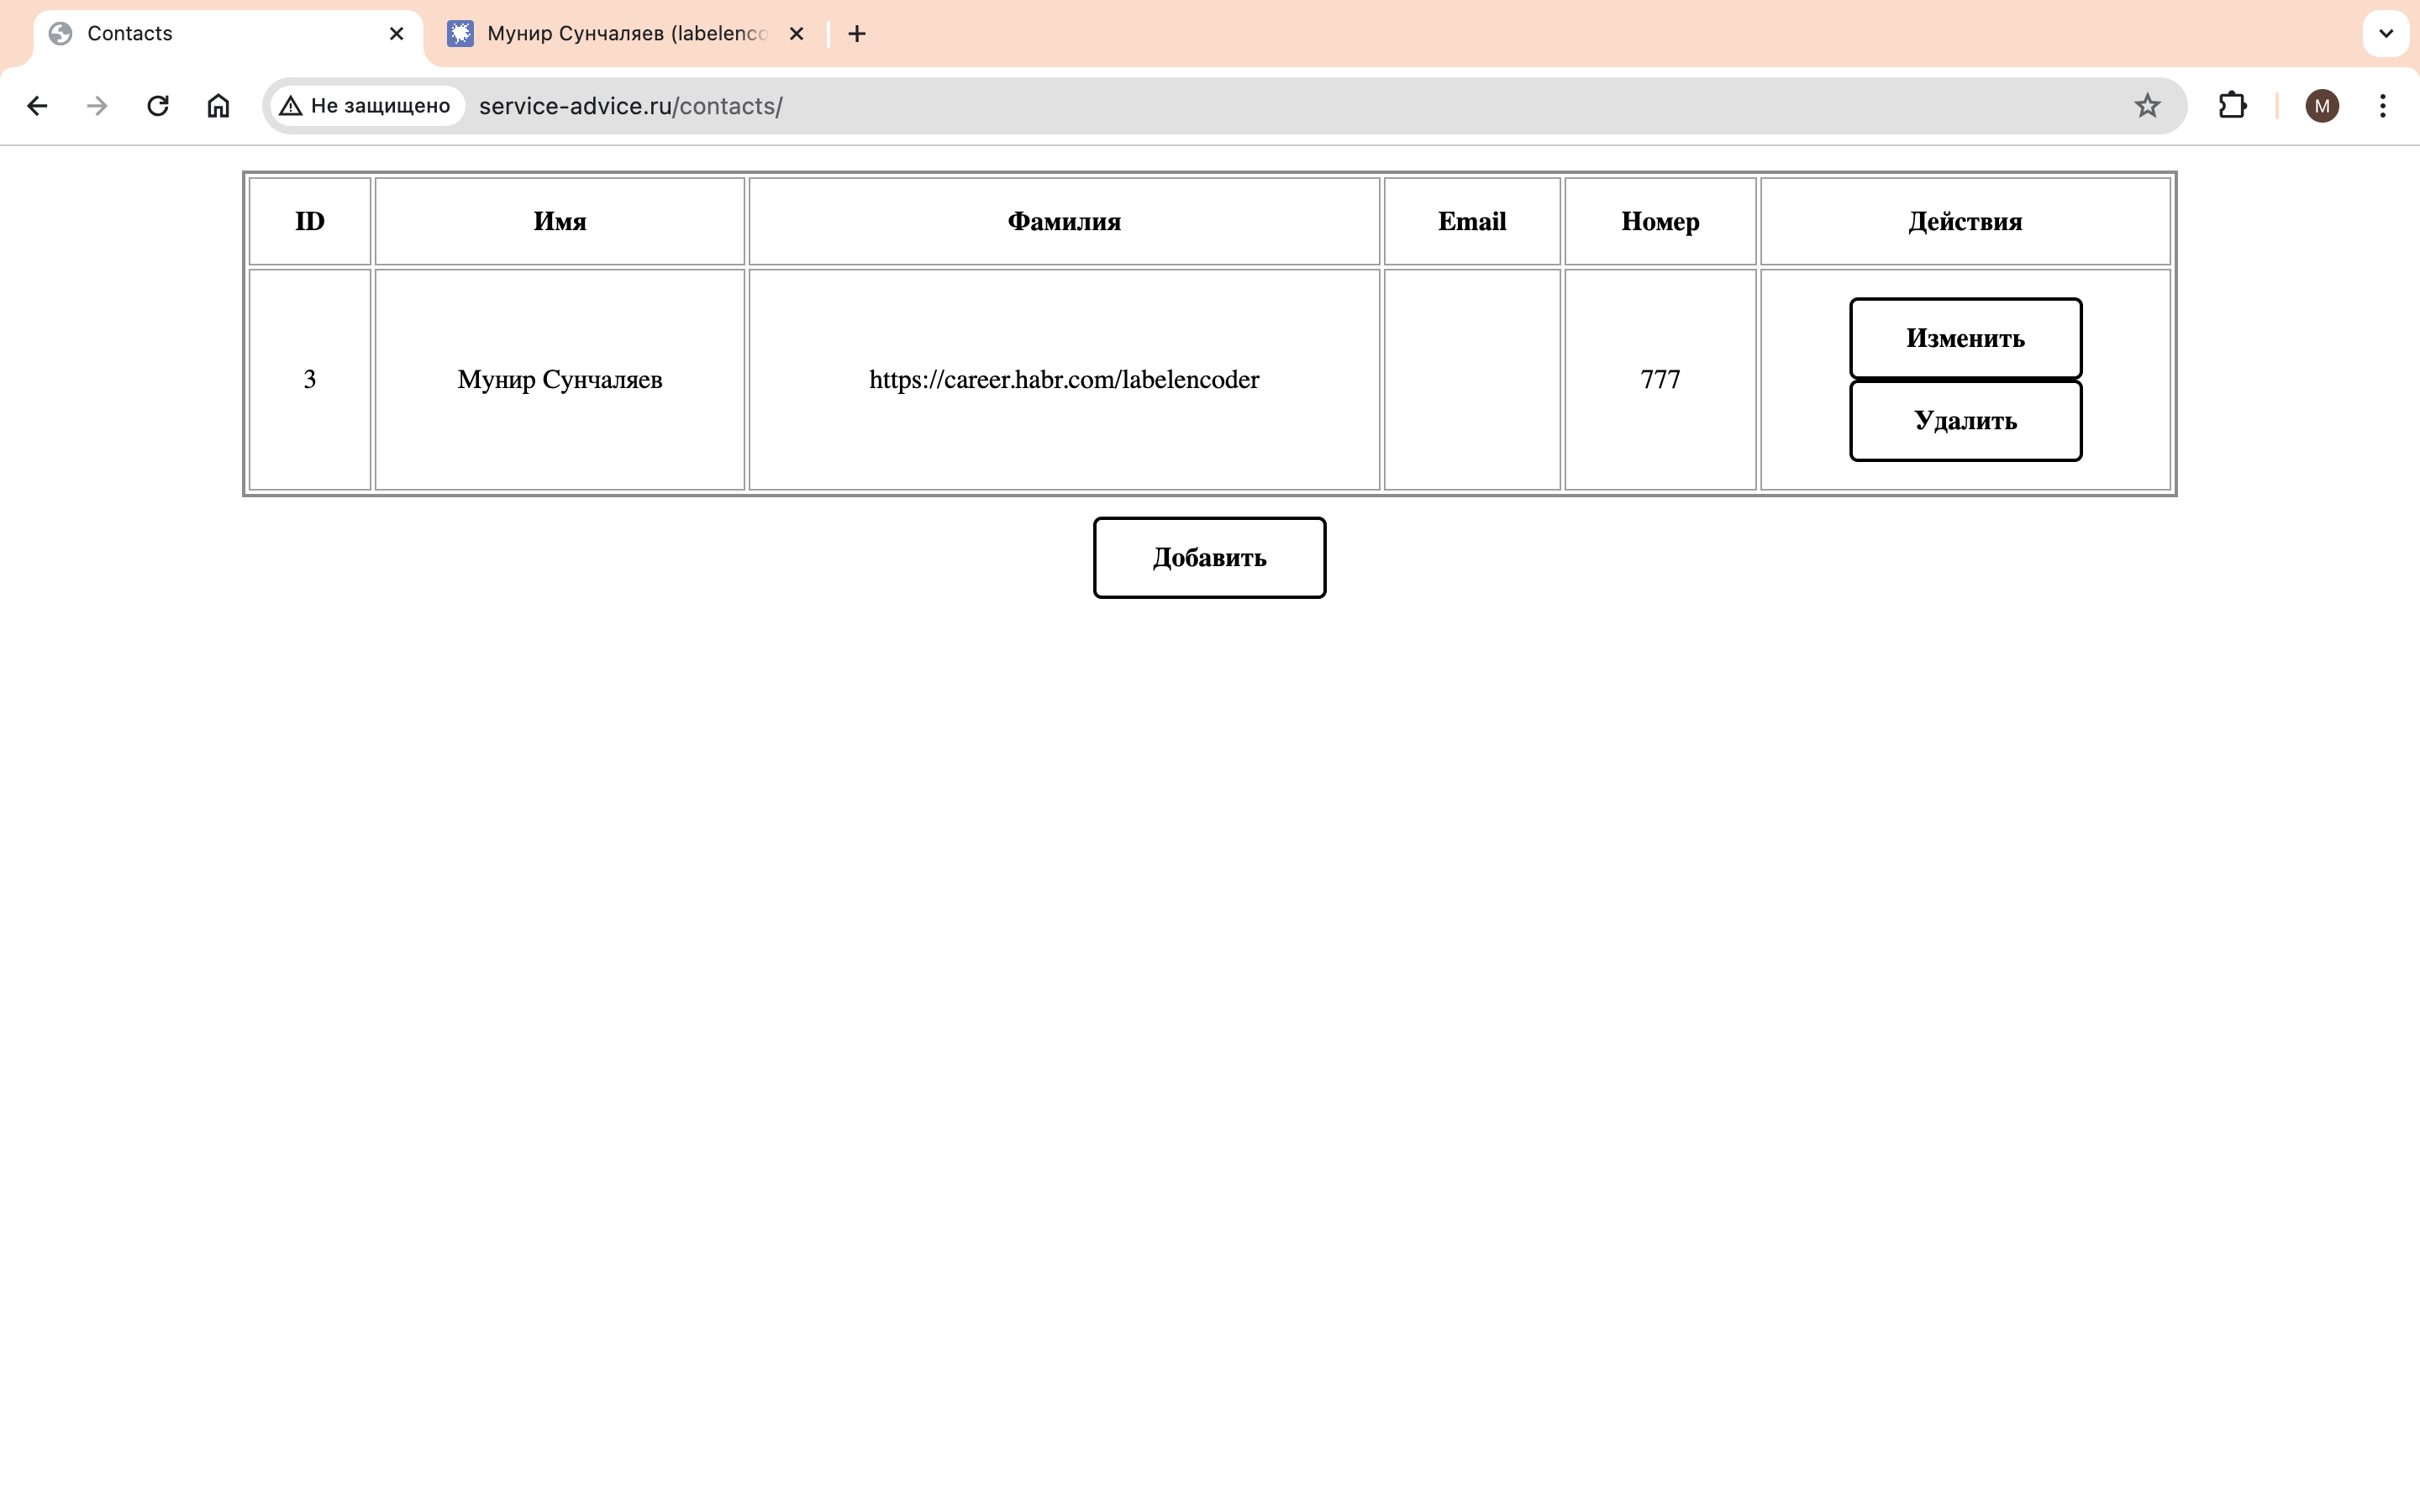 Contacts
Мунир Сунчаляев (labelenco
Не защищено service-advice.ru/contacts/
M
ID Имя Фамилия Email Номер Действия
3 Мунир Сунчаляев https://career.habr.com/labelencoder 777
Изменить
Удалить
Добавить